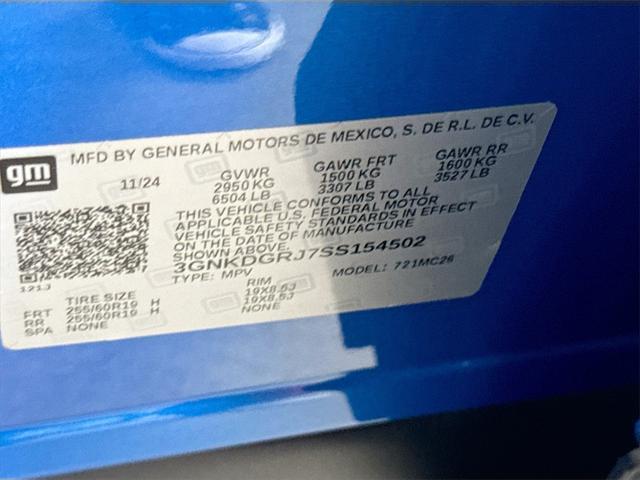 gm
MFD BY GENERAL MOTORS DE MEXICO, S. DE R.L. DE C.V.
11/24 GVWR GAWR FRT GAWR RR
2950 KG 1500 KG 1600 KG
6504 LB 3307 LB 3527 LB
THIS VEHICLE CONFORMS TO ALL
APPLICABLE U.S. FEDERAL MOTOR
VEHICLE SAFETY STANDARDS IN EFFECT
ON THE DATE OF MANUFACTURE
SHOWN ABOVE.
3GNKDGRJ7SS154502
TYPE: MPV MODEL: 721MC26
121J
TIRE SIZE RIM
FRT 255/60R19 H 19X8.5J
RR 255/60R19 H 19X8.5J
SPA NONE NONE